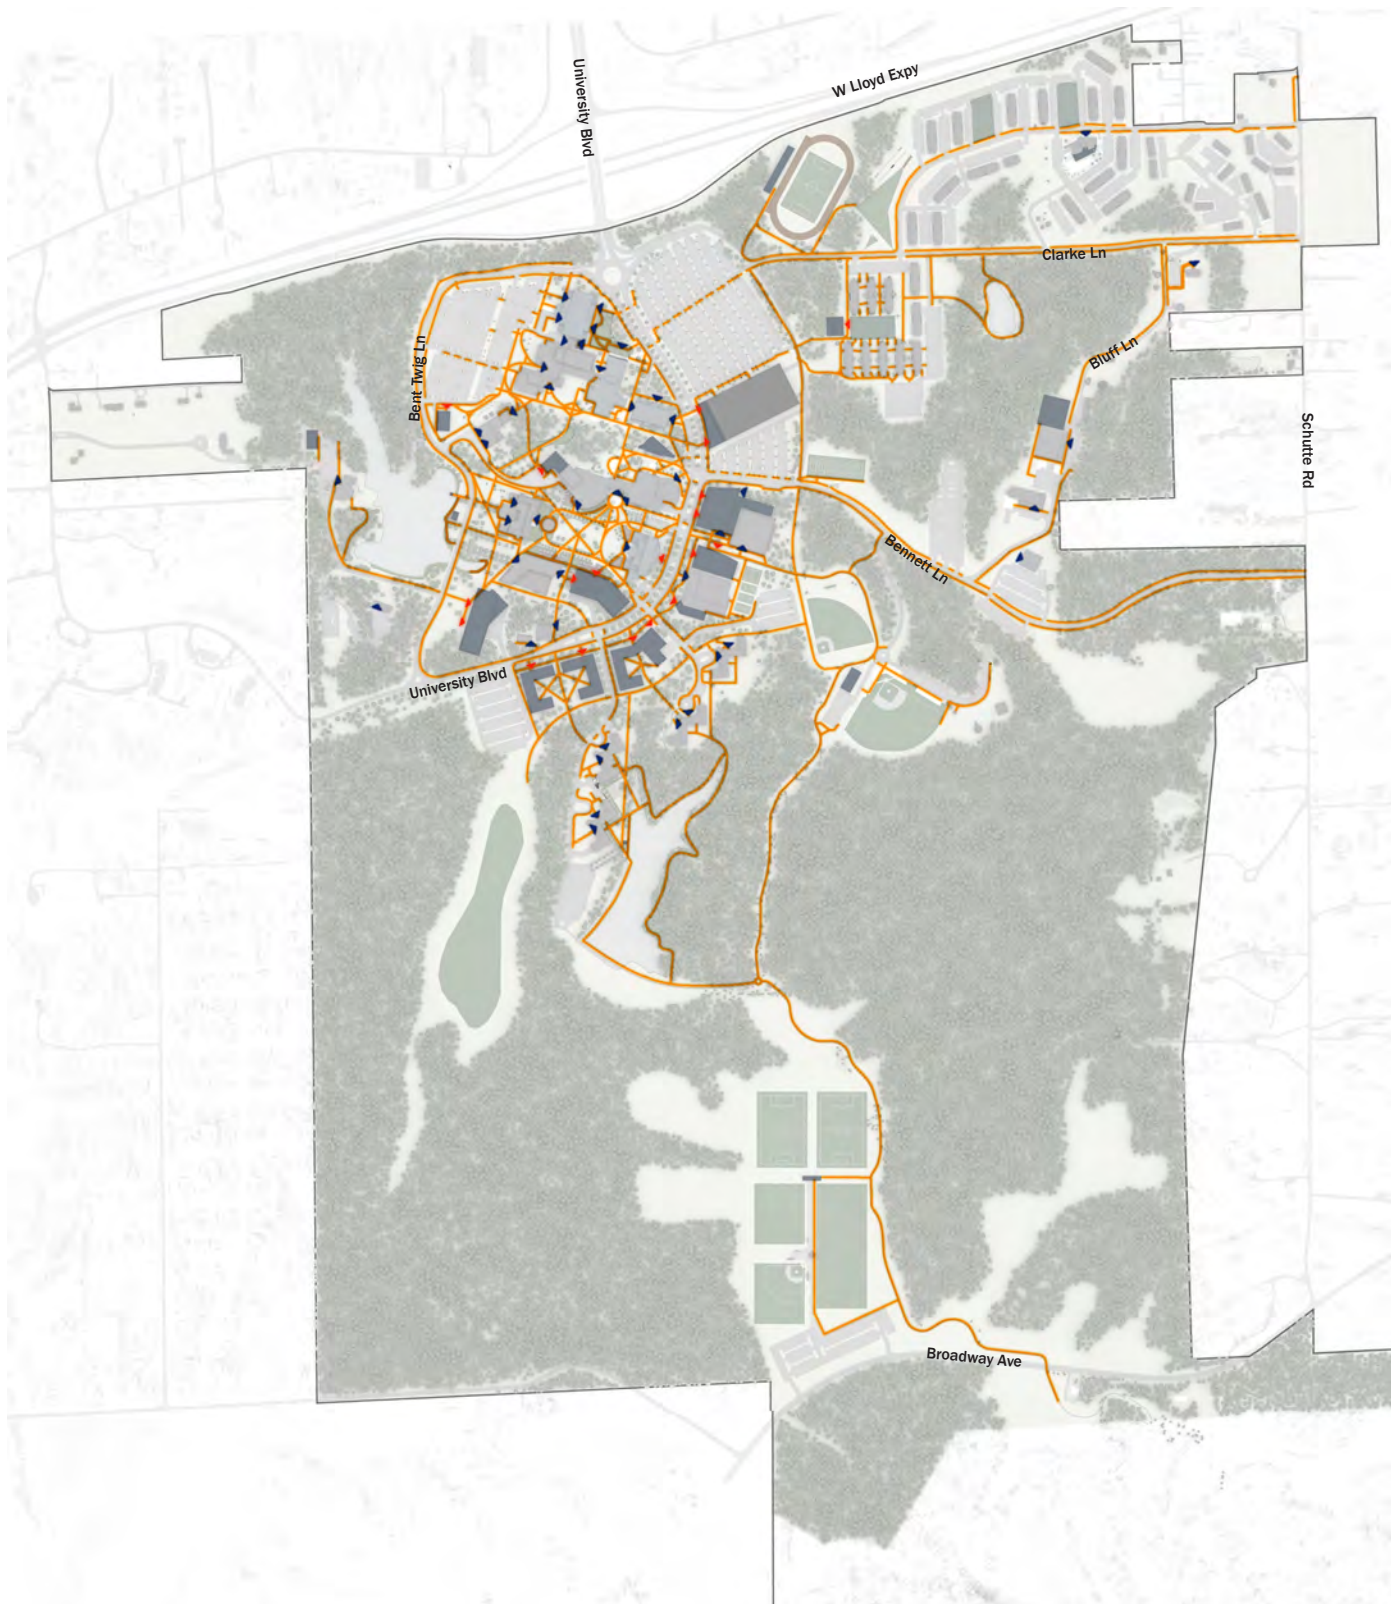 University Blvd
W Lloyd Expy
Clarke Ln
Bent Twig Ln
Bluff Ln
Schutte Rd
Bennett Ln
University Blvd
Broadway Ave